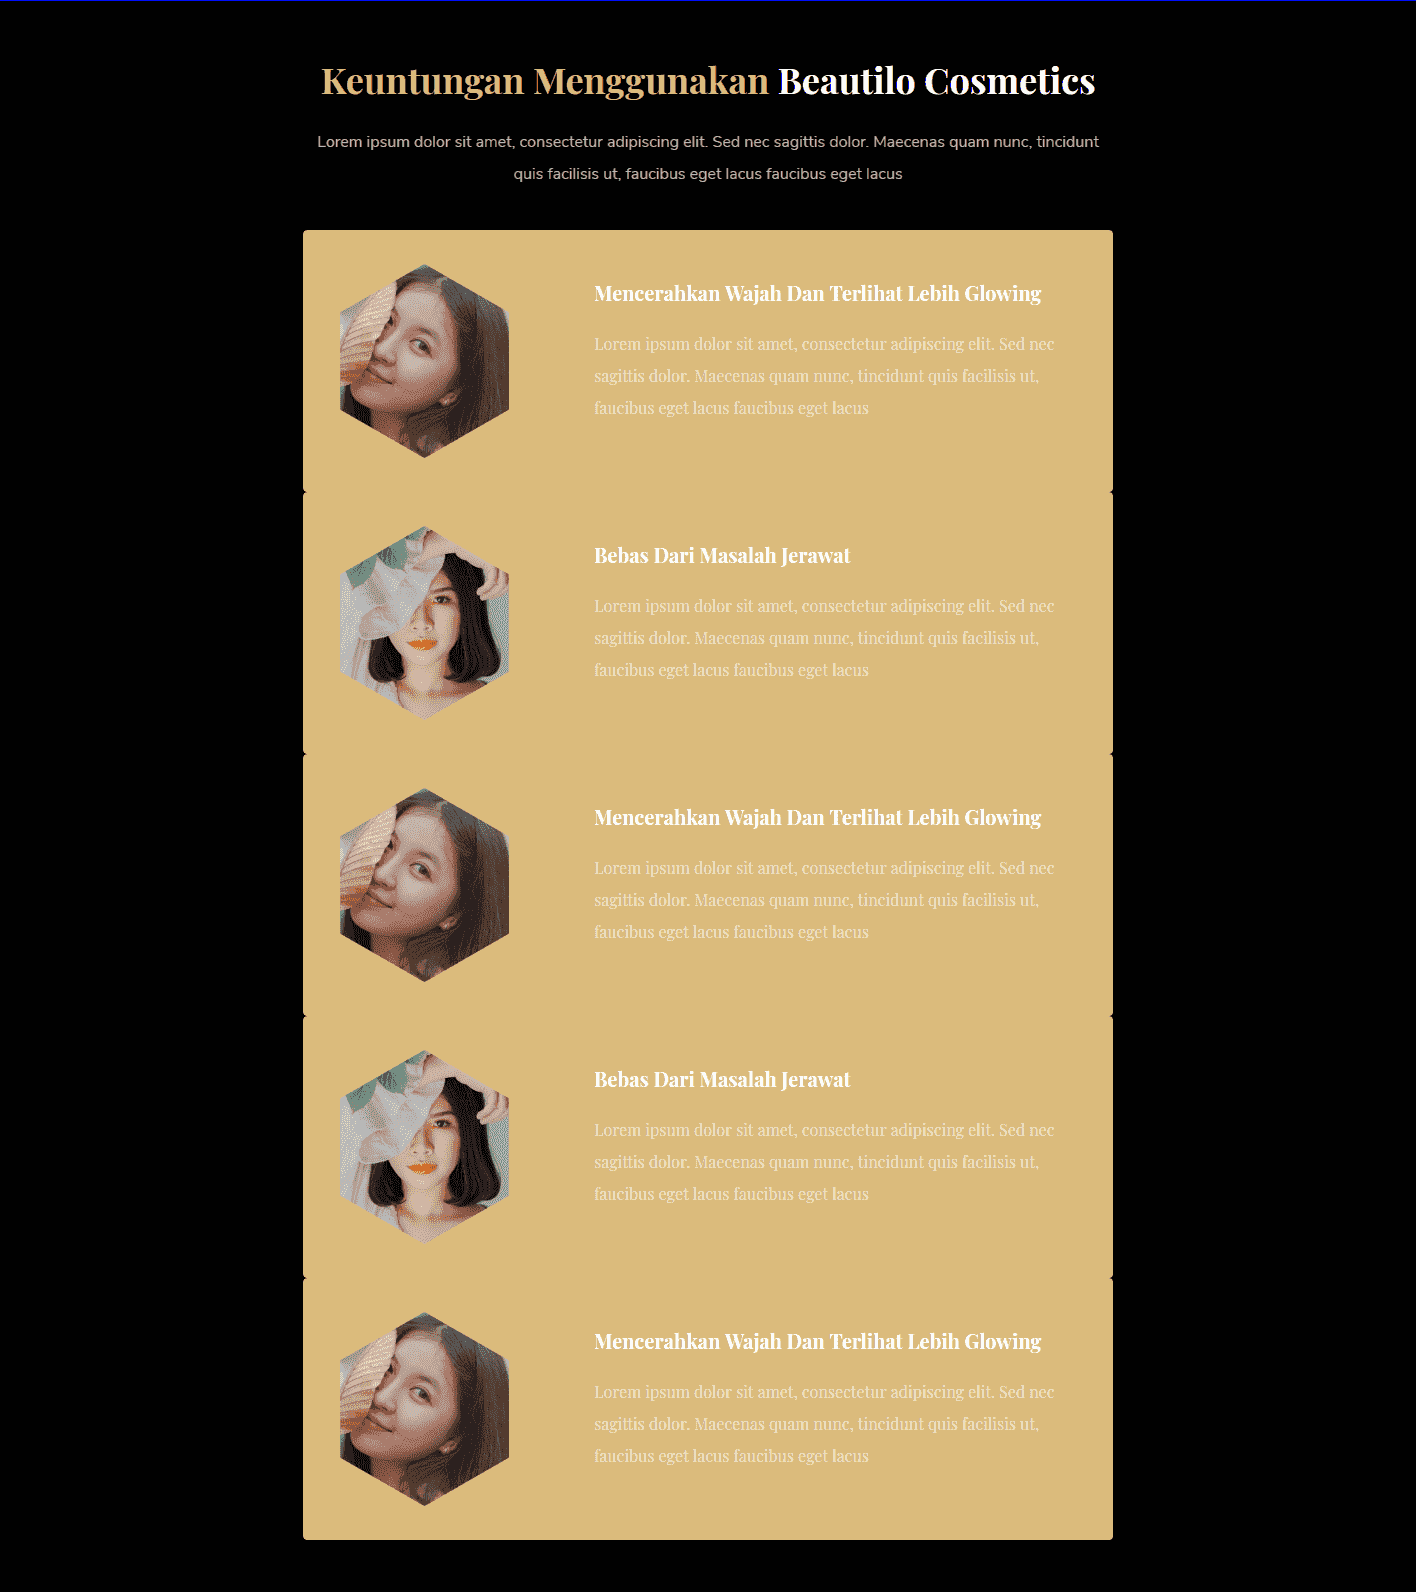 Keuntungan Menggunakan Beautilo Cosmetics
Lorem ipsum dolor sit amet, consectetur adipiscing elit. Sed nec sagittis dolor. Maecenas quam nunc, tincidunt
quis facilisis ut, faucibus eget lacus faucibus eget lacus
Mencerahkan Wajah Dan Terlihat Lebih Glowing
Lorem ipsum dolor sit amet, consectetur adipiscing elit. Sed nec
sagittis dolor. Maecenas quam nunc, tincidunt quis facilisis ut,
faucibus eget lacus faucibus eget lacus
Bebas Dari Masalah Jerawat
Lorem ipsum dolor sit amet, consectetur adipiscing elit. Sed nec
sagittis dolor. Maecenas quam nunc, tincidunt quis facilisis ut,
faucibus eget lacus faucibus eget lacus
Mencerahkan Wajah Dan Terlihat Lebih Glowing
Lorem ipsum dolor sit amet, consectetur adipiscing elit. Sed nec
sagittis dolor. Maecenas quam nunc, tincidunt quis facilisis ut,
faucibus eget lacus faucibus eget lacus
Bebas Dari Masalah Jerawat
Lorem ipsum dolor sit amet, consectetur adipiscing elit. Sed nec
sagittis dolor. Maecenas quam nunc, tincidunt quis facilisis ut,
faucibus eget lacus faucibus eget lacus
Mencerahkan Wajah Dan Terlihat Lebih Glowing
Lorem ipsum dolor sit amet, consectetur adipiscing elit. Sed nec
sagittis dolor. Maecenas quam nunc, tincidunt quis facilisis ut,
faucibus eget lacus faucibus eget lacus